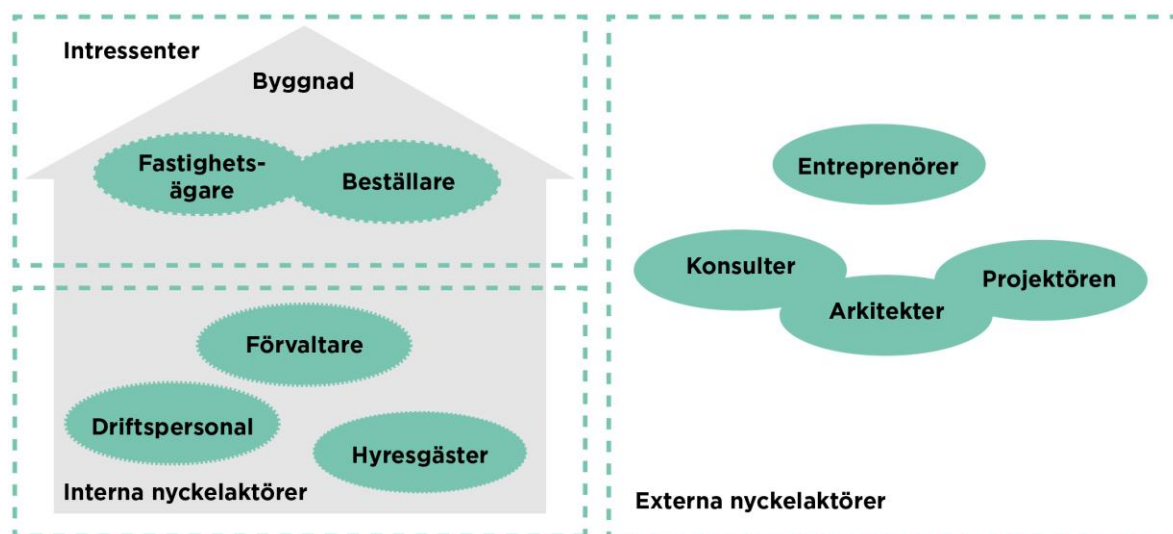 Intressenter
Byggnad
Fastighets-
ägare
Beställare
Förvaltare
Driftspersonal
Hyresgäster
Interna nyckelaktörer
Entreprenörer
Konsulter
Projektören
Arkitekter
Externa nyckelaktörer